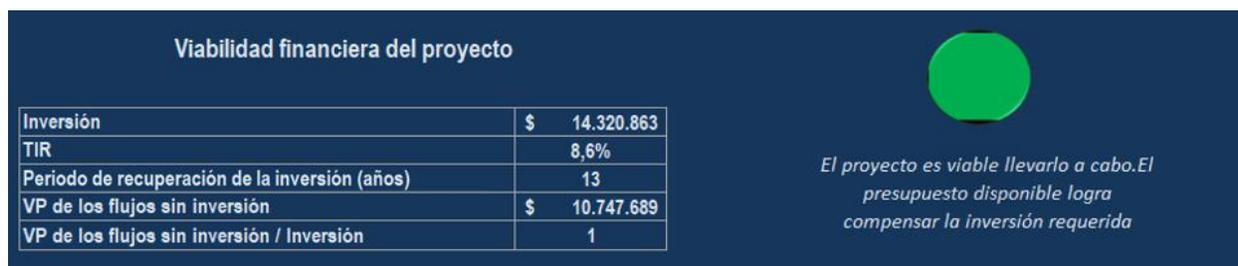 Viabilidad financiera del proyecto
Inversión $ 14.320.863
TIR 8,6%
Periodo de recuperación de la inversión (años) 13
VP de los flujos sin inversión $ 10.747.689
VP de los flujos sin inversión / Inversión 1
El proyecto es viable llevarlo a cabo.El
presupuesto disponible logra
compensar la inversión requerida